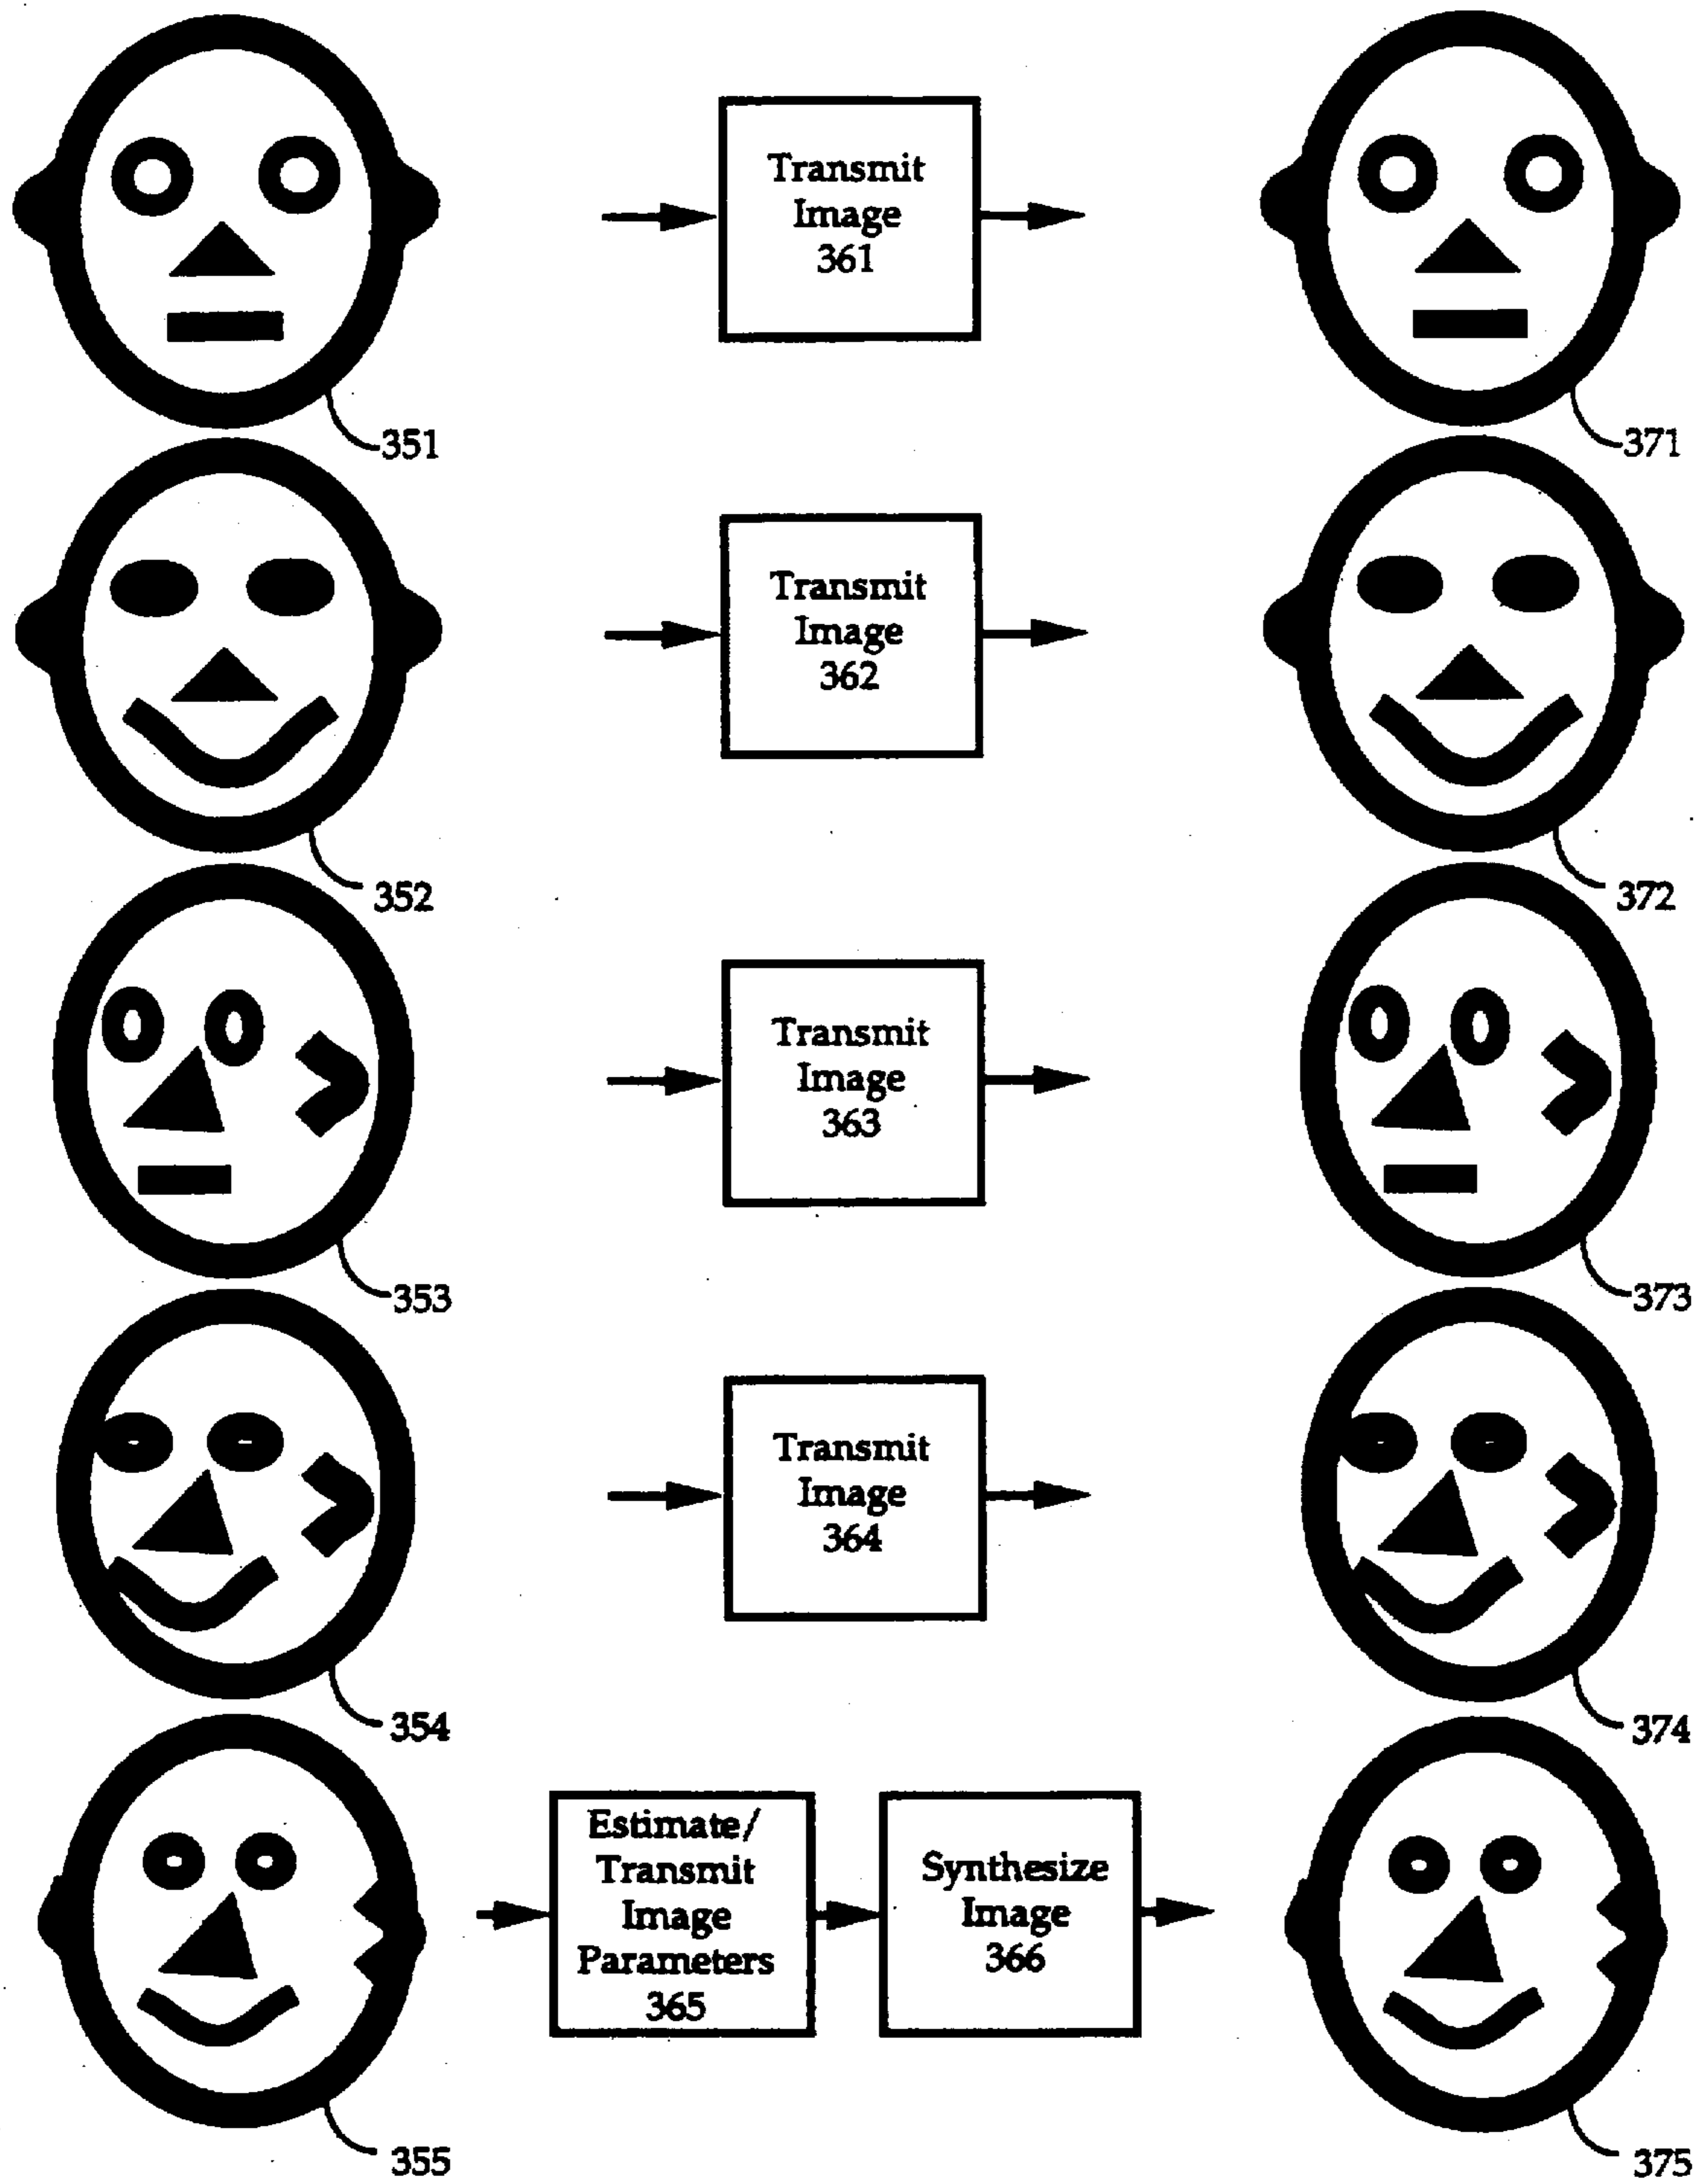 Transmit
Image
361
351
371
Transmit
Image
362
352
372
Transmit
Image
363
353
373
Transmit
Image
364
354
374
Estimate/
Transmit
Image
Parameters
365
Synthesize
Image
366
355
375